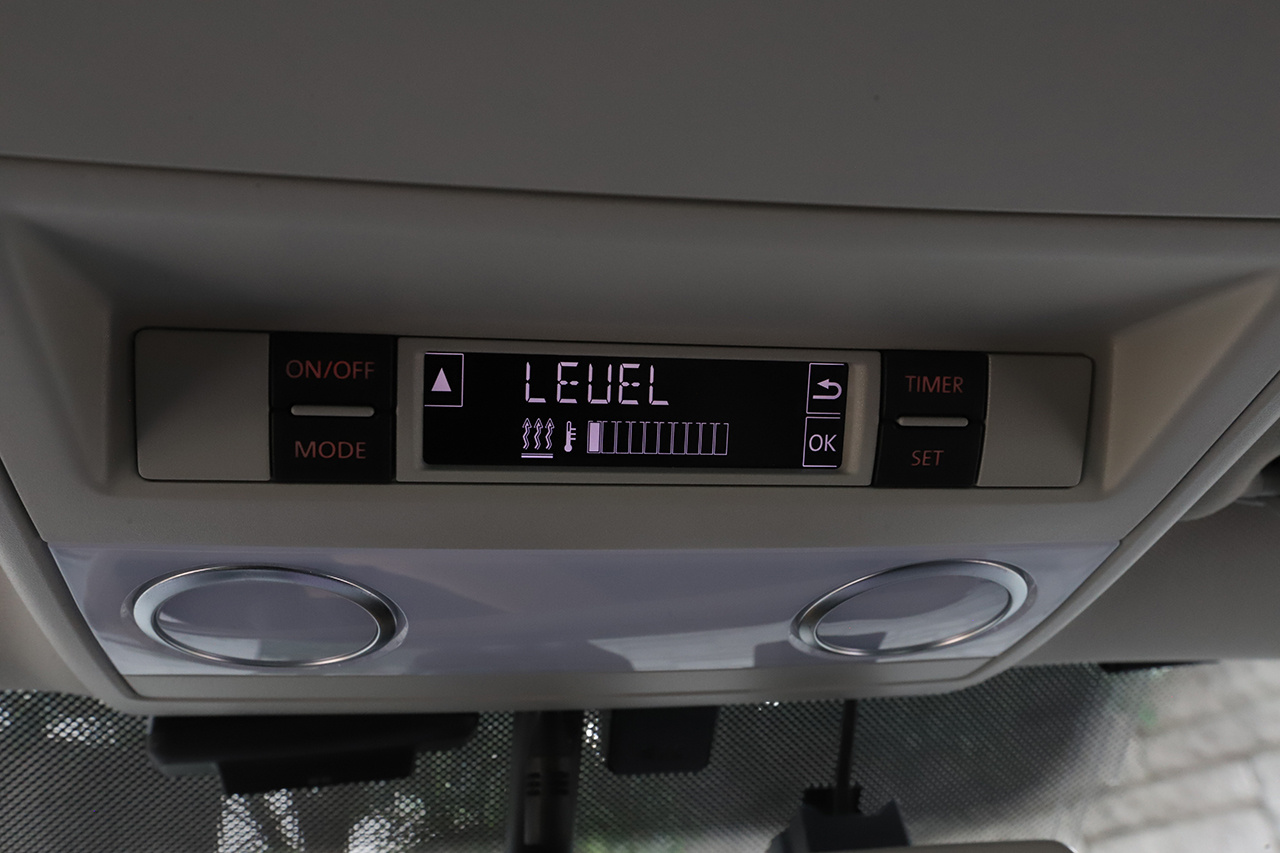 ON/OFF
MODE
LEVEL
OK
TIMER
SET